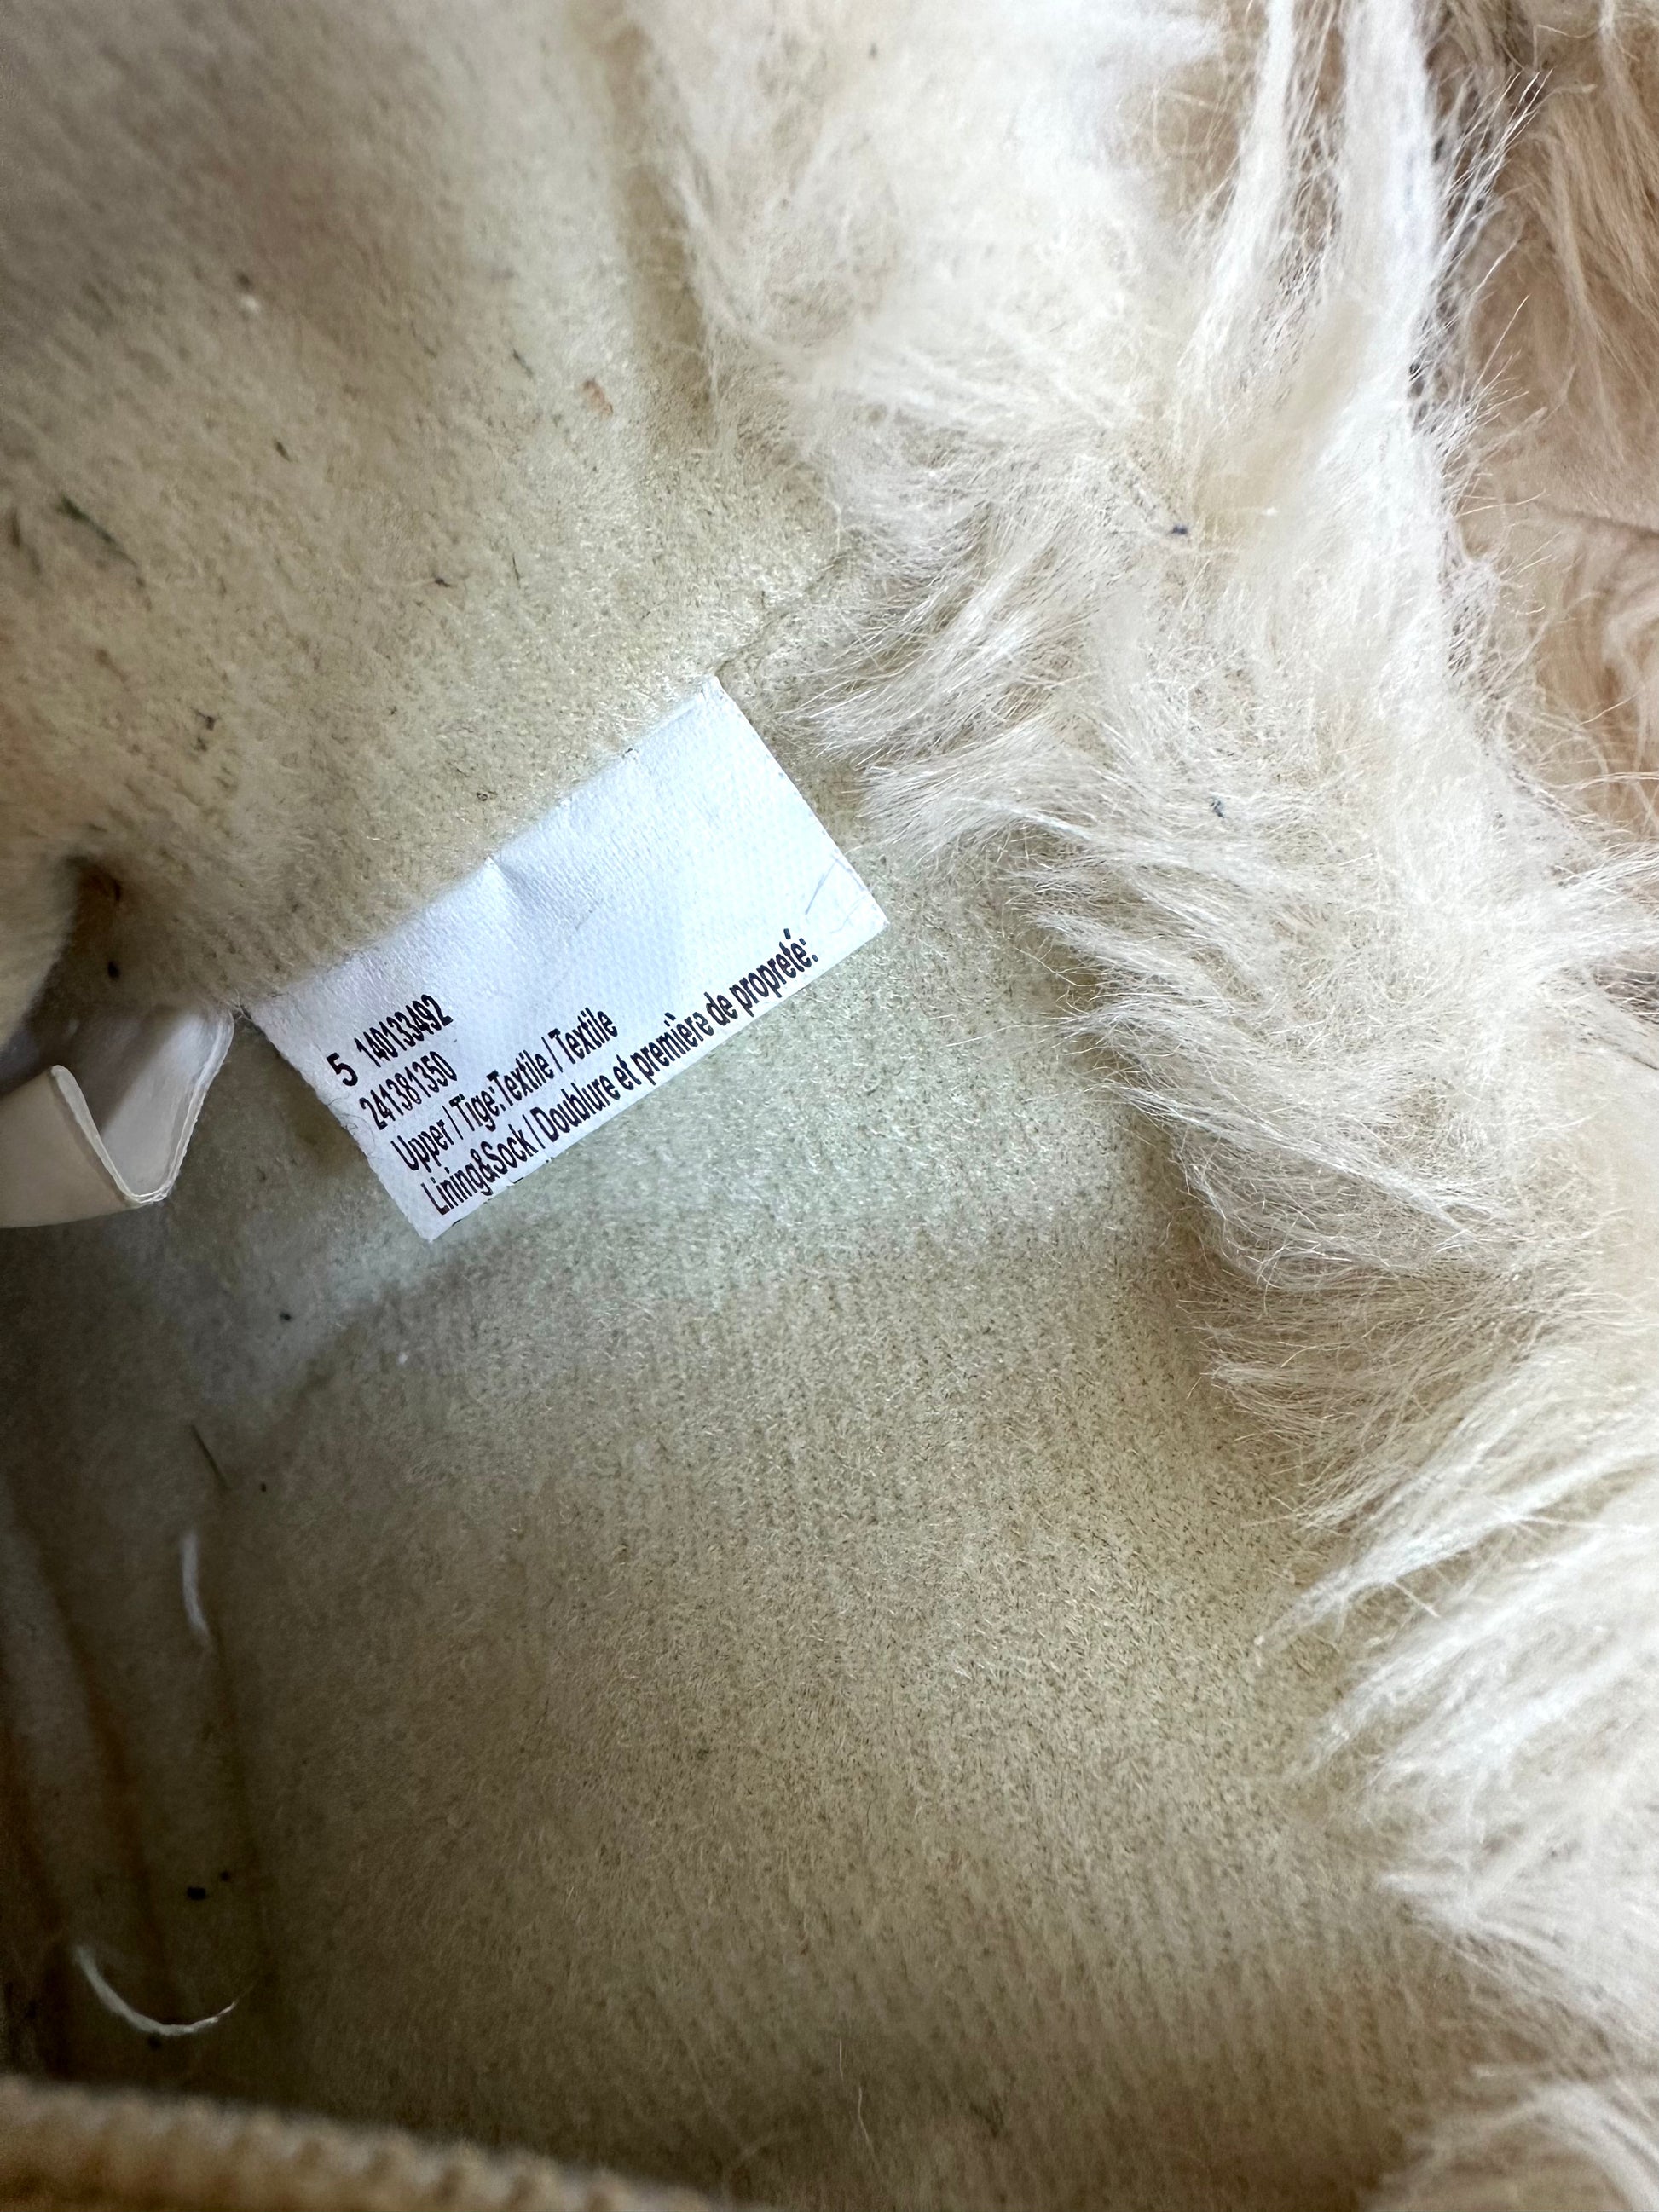 5 140133492
241381350
Upper / Tige: Textile / Textile
Lining&Sock / Doublure et première de propreté: